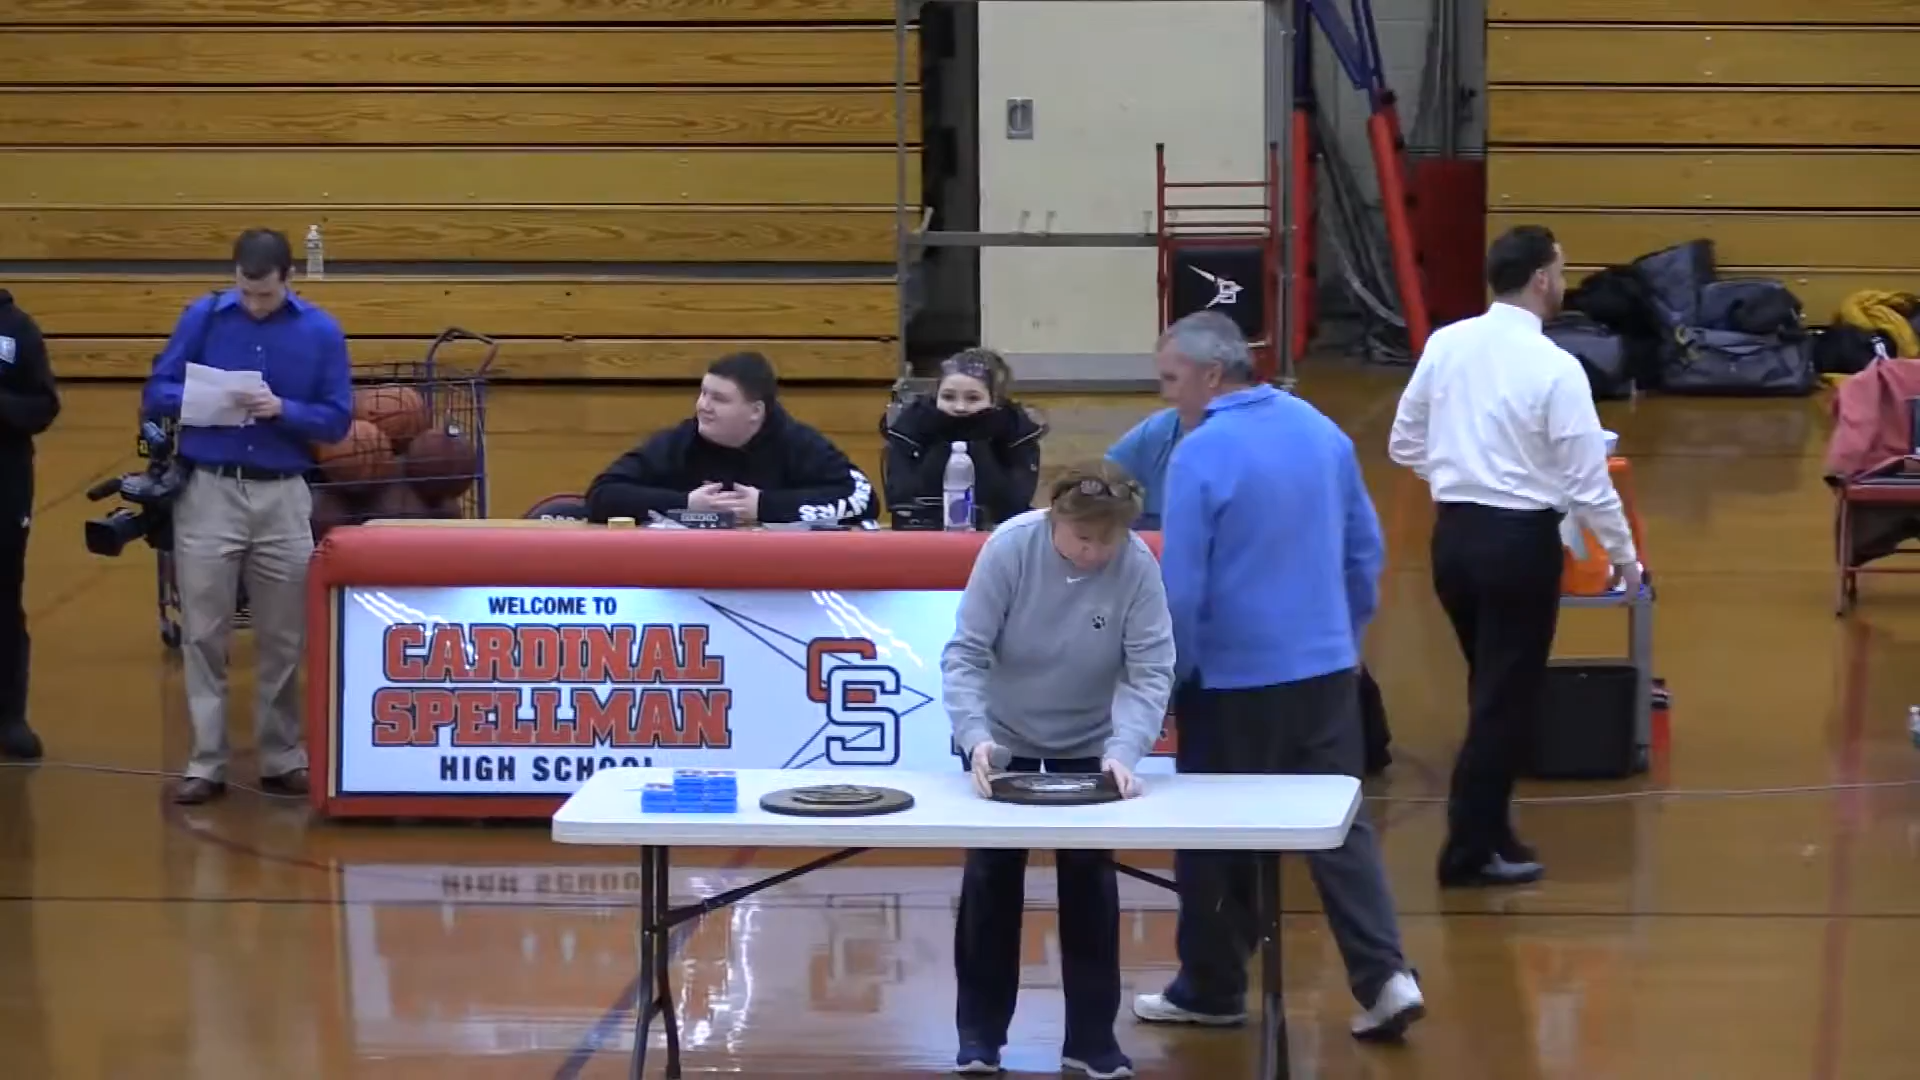 WELCOME TO
CARDINAL
SPELLMAN
HIGH SCHOOL
CS